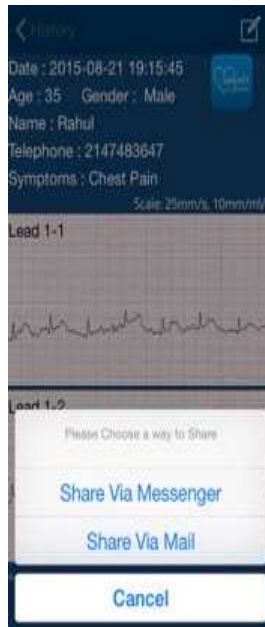 History
Date : 2015-08-21 19:15:45
Age : 35 Gender : Male
Name : Rahul
Telephone : 2147483647
Symptoms : Chest Pain
Scale: 25mm/s, 10mm/mV
Lead 1-1
Lead 1-2
Please Choose a way to Share
Share Via Messenger
Share Via Mail
Cancel